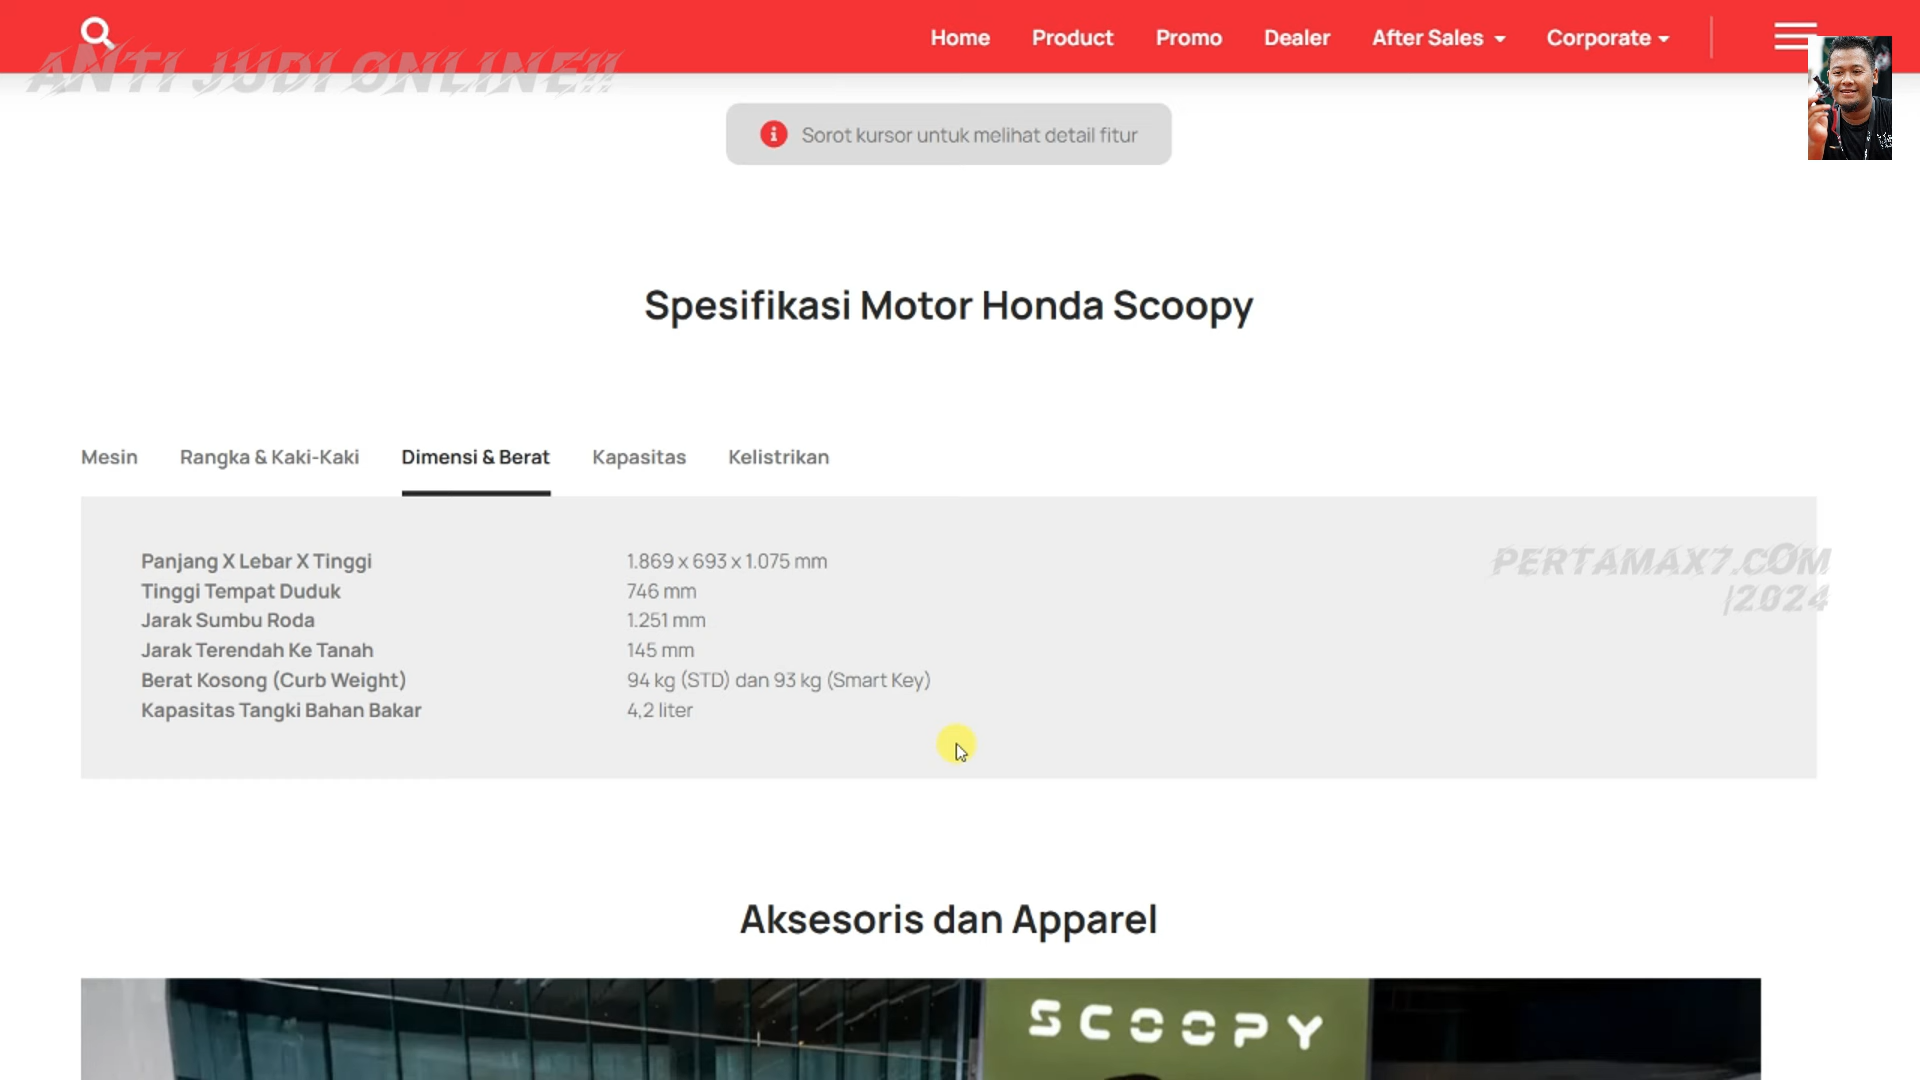 Home Product Promo Dealer After Sales Corporate
ANTI JUDI ONLINE!!
Sorot kursor untuk melihat detail fitur
Spesifikasi Motor Honda Scoopy
Mesin Rangka & Kaki-Kaki Dimensi & Berat Kapasitas Kelistrikan
Panjang X Lebar X Tinggi 1.869 x 693 x 1.075 mm
Tinggi Tempat Duduk 746 mm
Jarak Sumbu Roda 1.251 mm
Jarak Terendah Ke Tanah 145 mm
Berat Kosong (Curb Weight) 94 kg (STD) dan 93 kg (Smart Key)
Kapasitas Tangki Bahan Bakar 4,2 liter
PERTAMAX7.COM
|2024
Aksesoris dan Apparel
SCOOPY